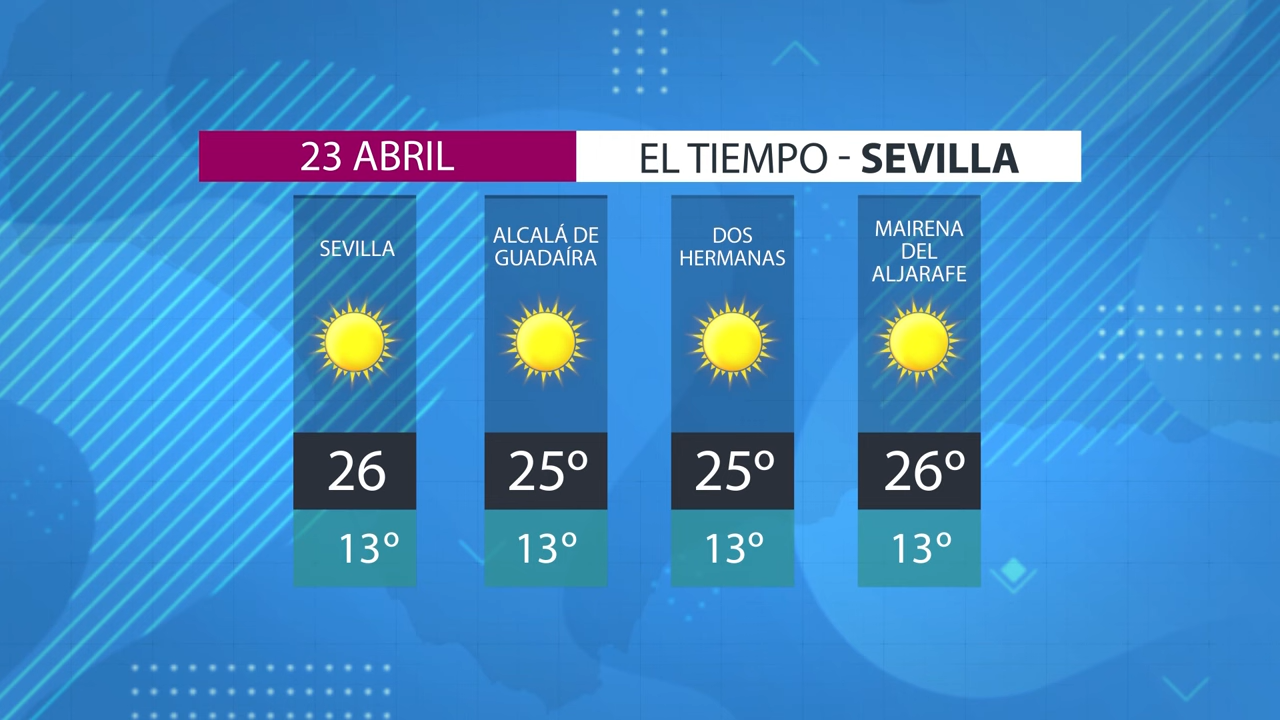 23 ABRIL
EL TIEMPO - SEVILLA
SEVILLA
26
13º
ALCALÁ DE
GUADAÍRA
25º
13º
DOS
HERMANAS
25º
13º
MAIRENA
DEL
ALJARAFE
26º
13º